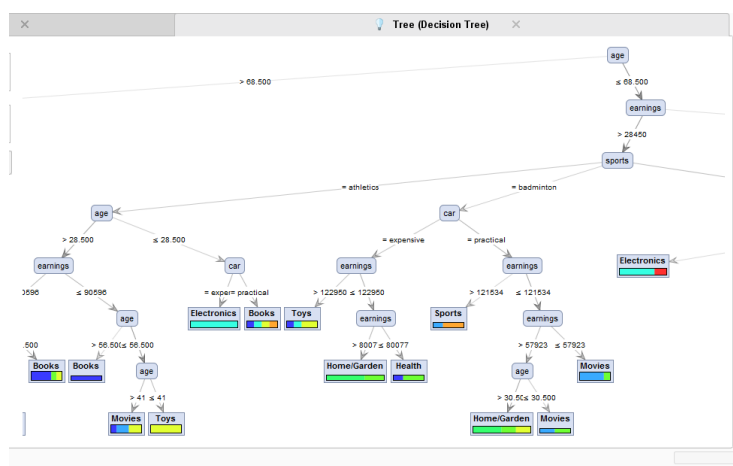 Tree (Decision Tree)
age
> 68.500
≤ 68.500
earnings
> 28450
sports
= athletics
= badminton
age
car
> 28.500
≤ 28.500
= expensive
= practical
earnings
car
earnings
earnings
Electronics
≤ 90596
= exper= practical
> 122950 ≤ 122950
> 121534
≤ 121534
age
Electronics
Books
Toys
earnings
Sports
earnings
.500
> 56.50(≤ 56.500
> 8007≤ 80077
> 57923
≤ 57923
Books
Books
age
Home/Garden
Health
age
Movies
> 41
≤ 41
> 30.5(≤ 30.500
Movies
Toys
Home/Garden
Movies